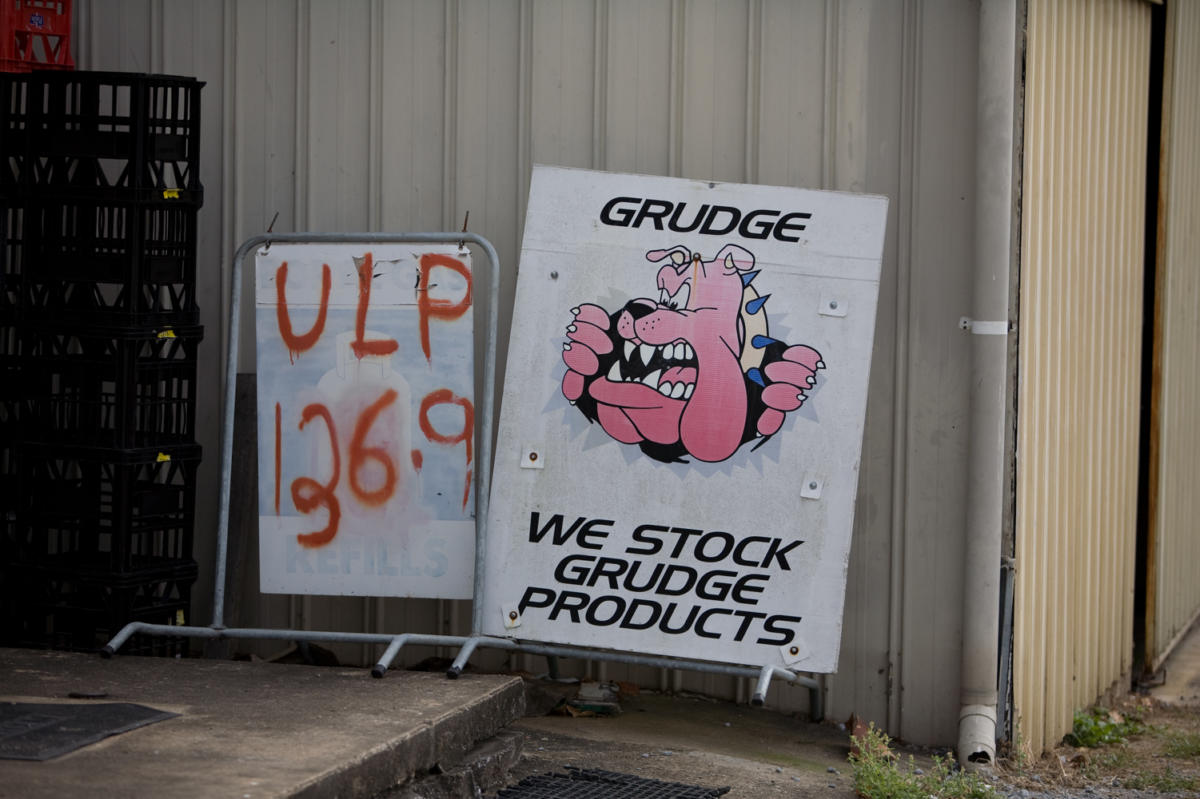 ULP
136.9
REFILLS
GRUDGE
WE STOCK
GRUDGE
PRODUCTS